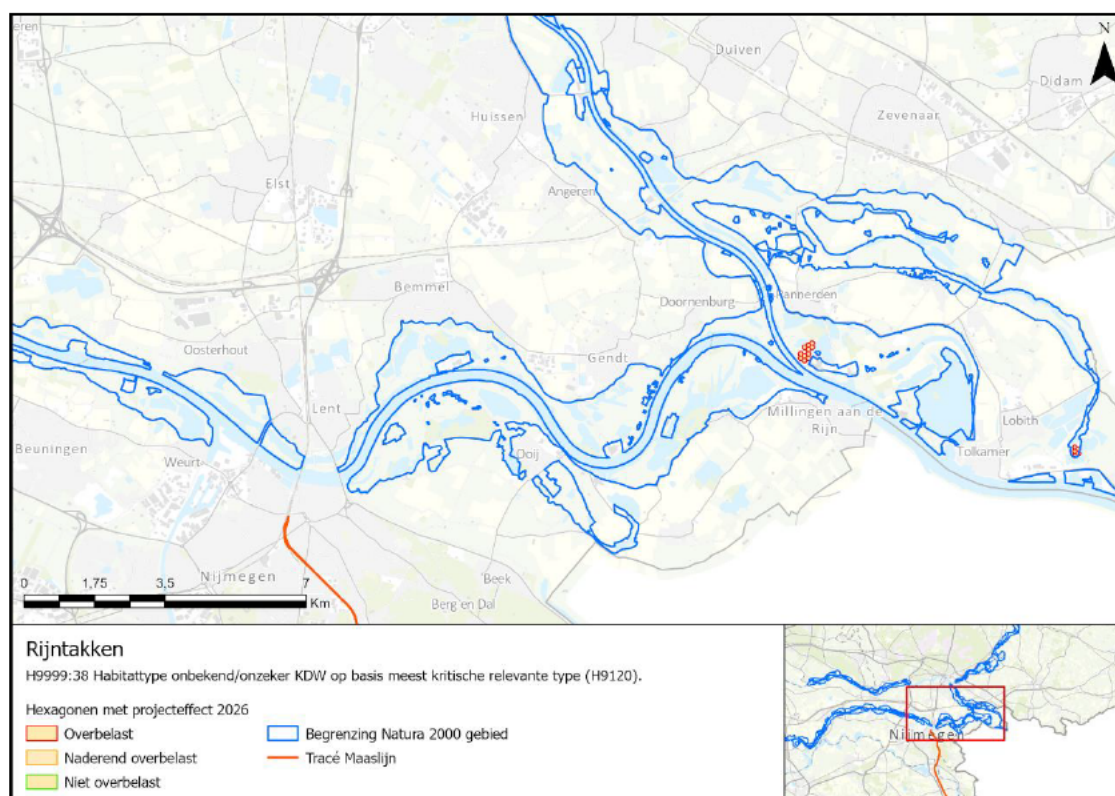 N
Duiven
Didam
Huissen
Zevenaar
Elst
Angeren
Bemmel
Doornenburg
Pannerden
Oosterhout
Gendt
Lent
Millingen aan de
Rijn
Lobith
Beuningen
Weurt
Ooij
Tolkamer
Nijmegen
Beek
Berg en Dal
0 1,75 3,5 7
Km
Rijntakken
H9999:38 Habitattype onbekend/onzeker KDW op basis meest kritische relevante type (H9120).
Hexagonen met projecteffect 2026
Overbelast
Begrenzing Natura 2000 gebied
Naderend overbelast
Tracé Maaslijn
Niet overbelast
Nijmegen